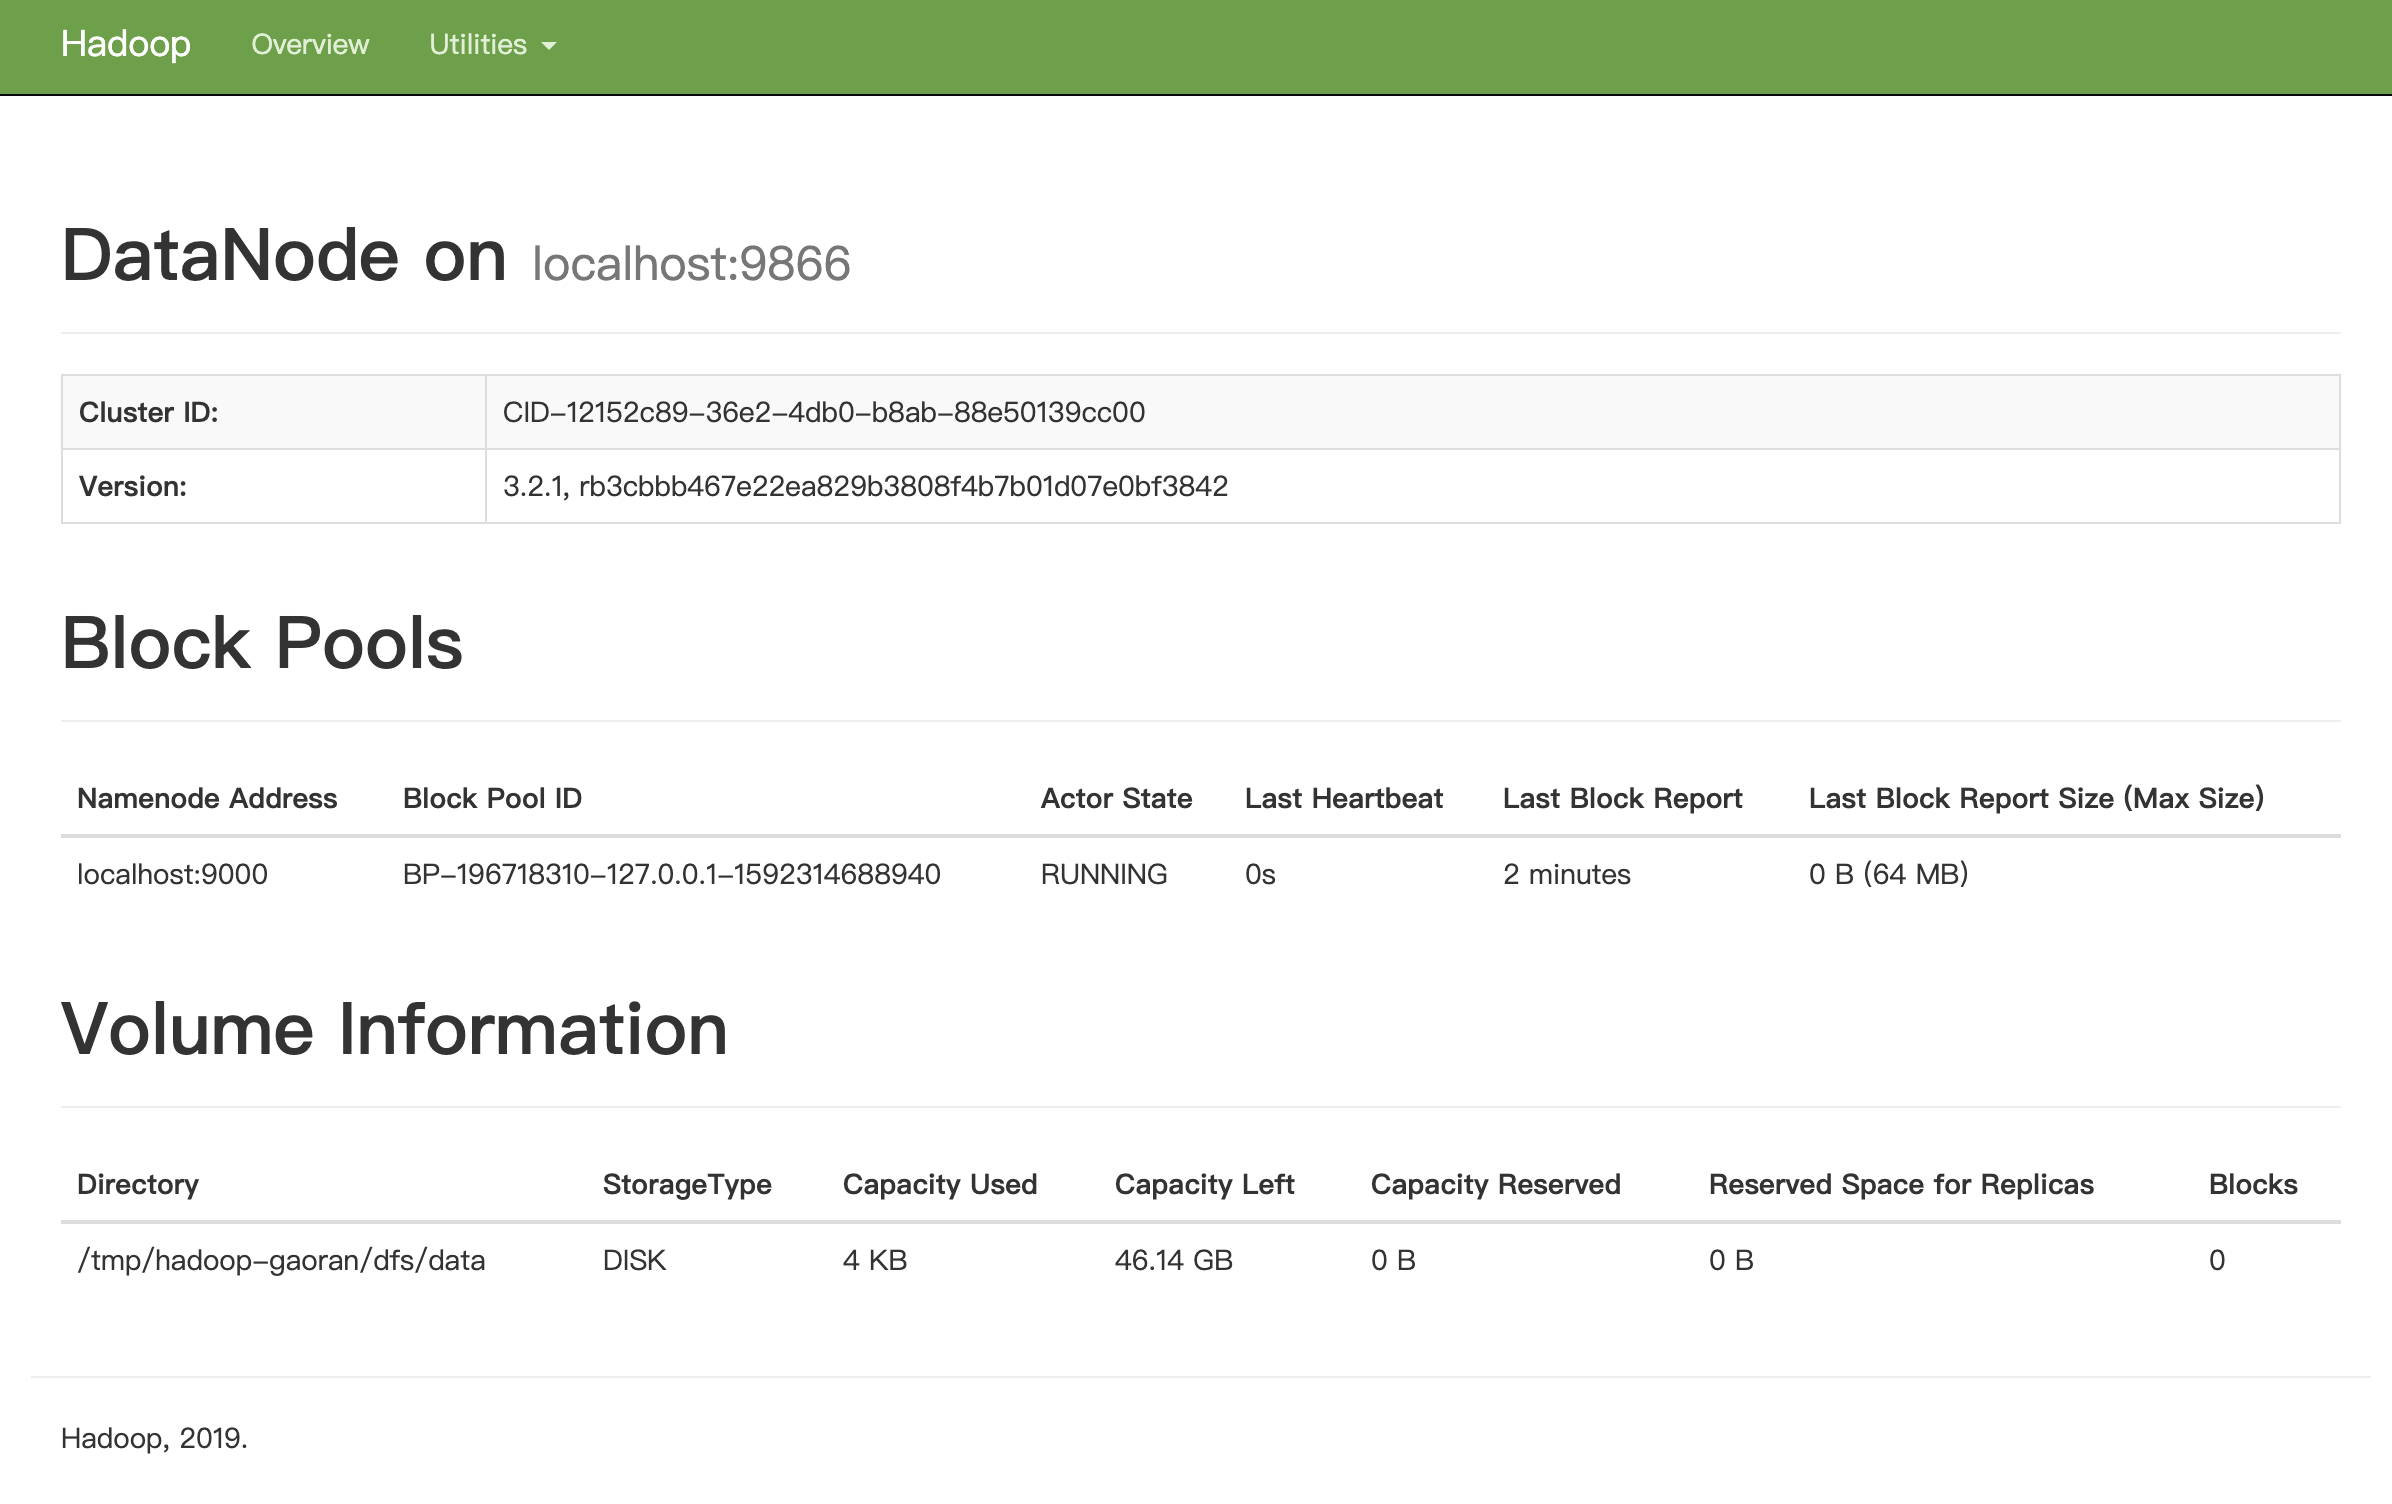 Hadoop Overview Utilities
DataNode on localhost:9866
Cluster ID: CID-12152c89-36e2-4db0-b8ab-88e50139cc00
Version: 3.2.1, rb3cbbb467e22ea829b3808f4b7b01d07e0bf3842
Block Pools
Namenode Address Block Pool ID Actor State Last Heartbeat Last Block Report Last Block Report Size (Max Size)
localhost:9000 BP-196718310-127.0.0.1-1592314688940 RUNNING 0s 2 minutes 0 B (64 MB)
Volume Information
Directory StorageType Capacity Used Capacity Left Capacity Reserved Reserved Space for Replicas Blocks
/tmp/hadoop-gaoran/dfs/data DISK 4 KB 46.14 GB 0 B 0 B 0
Hadoop, 2019.